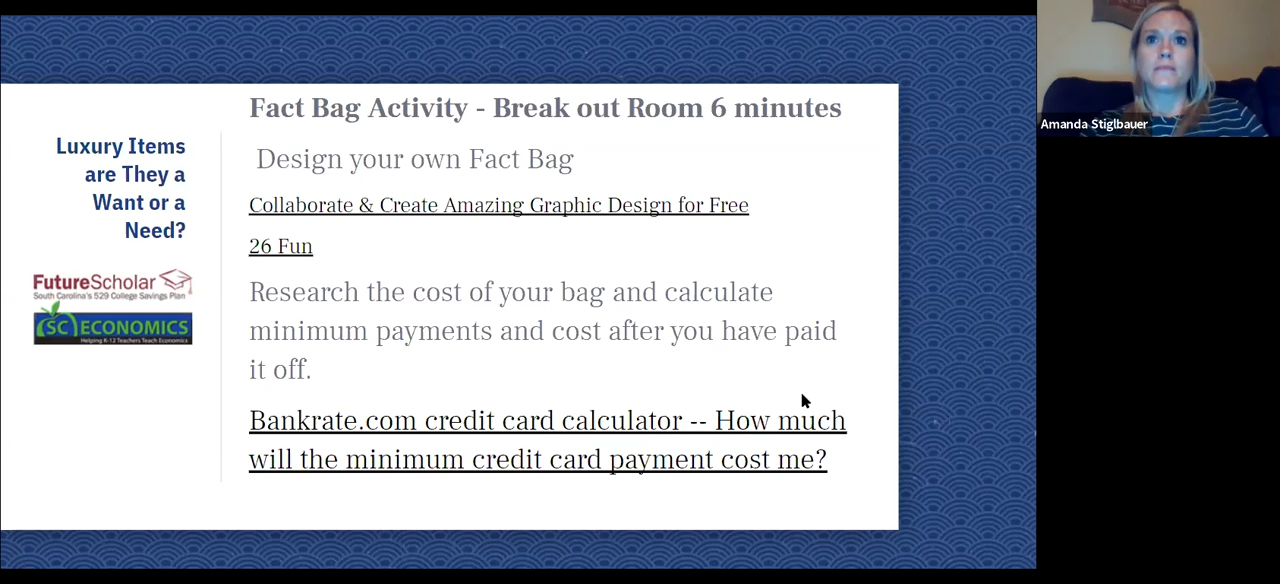 Fact Bag Activity - Break out Room 6 minutes
Luxury Items
are They a
Want or a
Need?
FutureScholar
South Carolina's 529 College Savings Plan
SC ECONOMICS
Helping K-12 Teachers Teach Economics
Design your own Fact Bag
Collaborate & Create Amazing Graphic Design for Free
26 Fun
Research the cost of your bag and calculate
minimum payments and cost after you have paid
it off.
Bankrate.com credit card calculator -- How much
will the minimum credit card payment cost me?
Amanda Stiglbauer